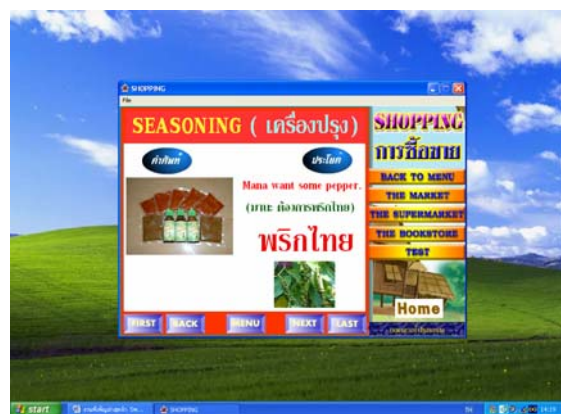 SHOPPING
File
SEASONING ( เครื่องปรุง )
คำศัพท์
ประโยค
Mana want some pepper.
(มานะ ต้องการพริกไทย)
พริกไทย
FIRST
BACK
MENU
NEXT
LAST
SHOPPING
การซื้อขาย
BACK TO MENU
THE MARKET
THE SUPERMARKET
THE BOOKSTORE
TEST
Home
start
SHOPPING
14:19